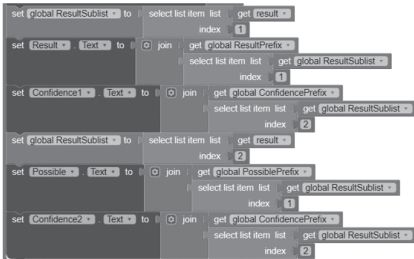 set global ResultSublist to select list item list get result
index 1
set Result . Text to join get global ResultPrefix
select list item list get global ResultSublist
index 1
set Confidence1 . Text to join get global ConfidencePrefix
select list item list get global ResultSublist
index 2
set global ResultSublist to select list item list get result
index 2
set Possible . Text to join get global PossiblePrefix
select list item list get global ResultSublist
index 1
set Confidence2 . Text to join get global ConfidencePrefix
select list item list get global ResultSublist
index 2